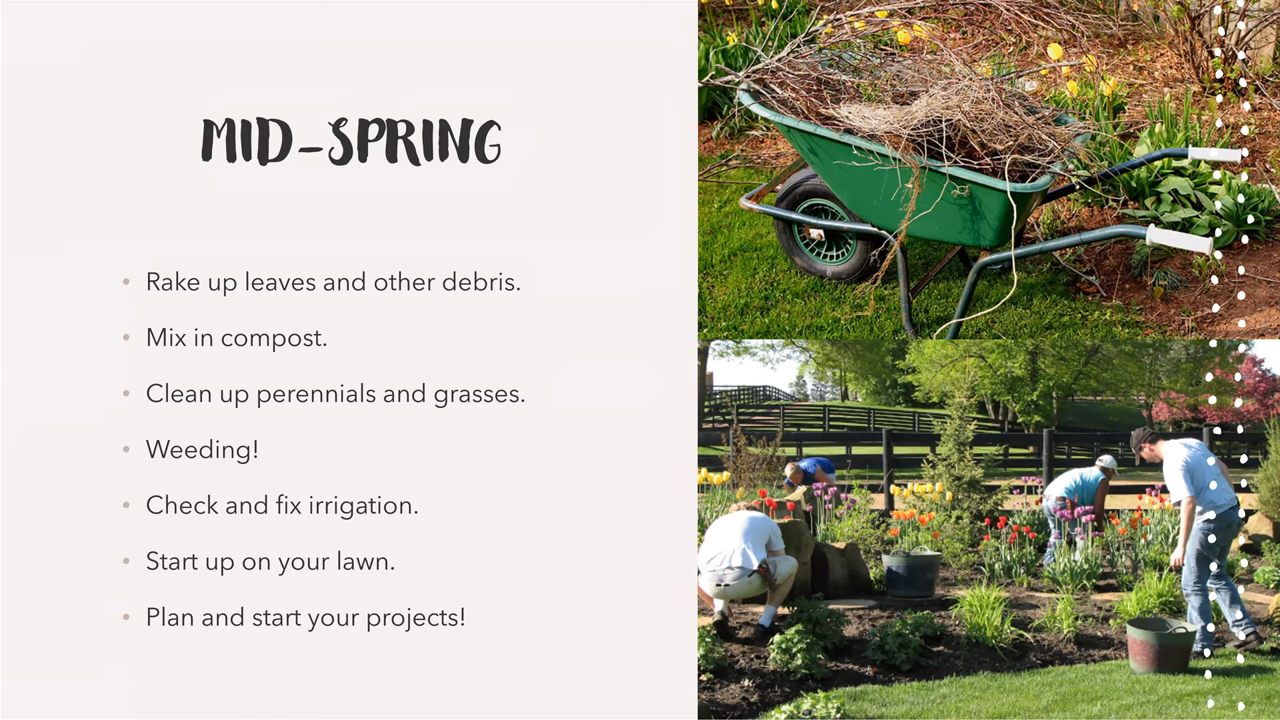 MID-SPRING
• Rake up leaves and other debris.
• Mix in compost.
• Clean up perennials and grasses.
• Weeding!
• Check and fix irrigation.
• Start up on your lawn.
• Plan and start your projects!